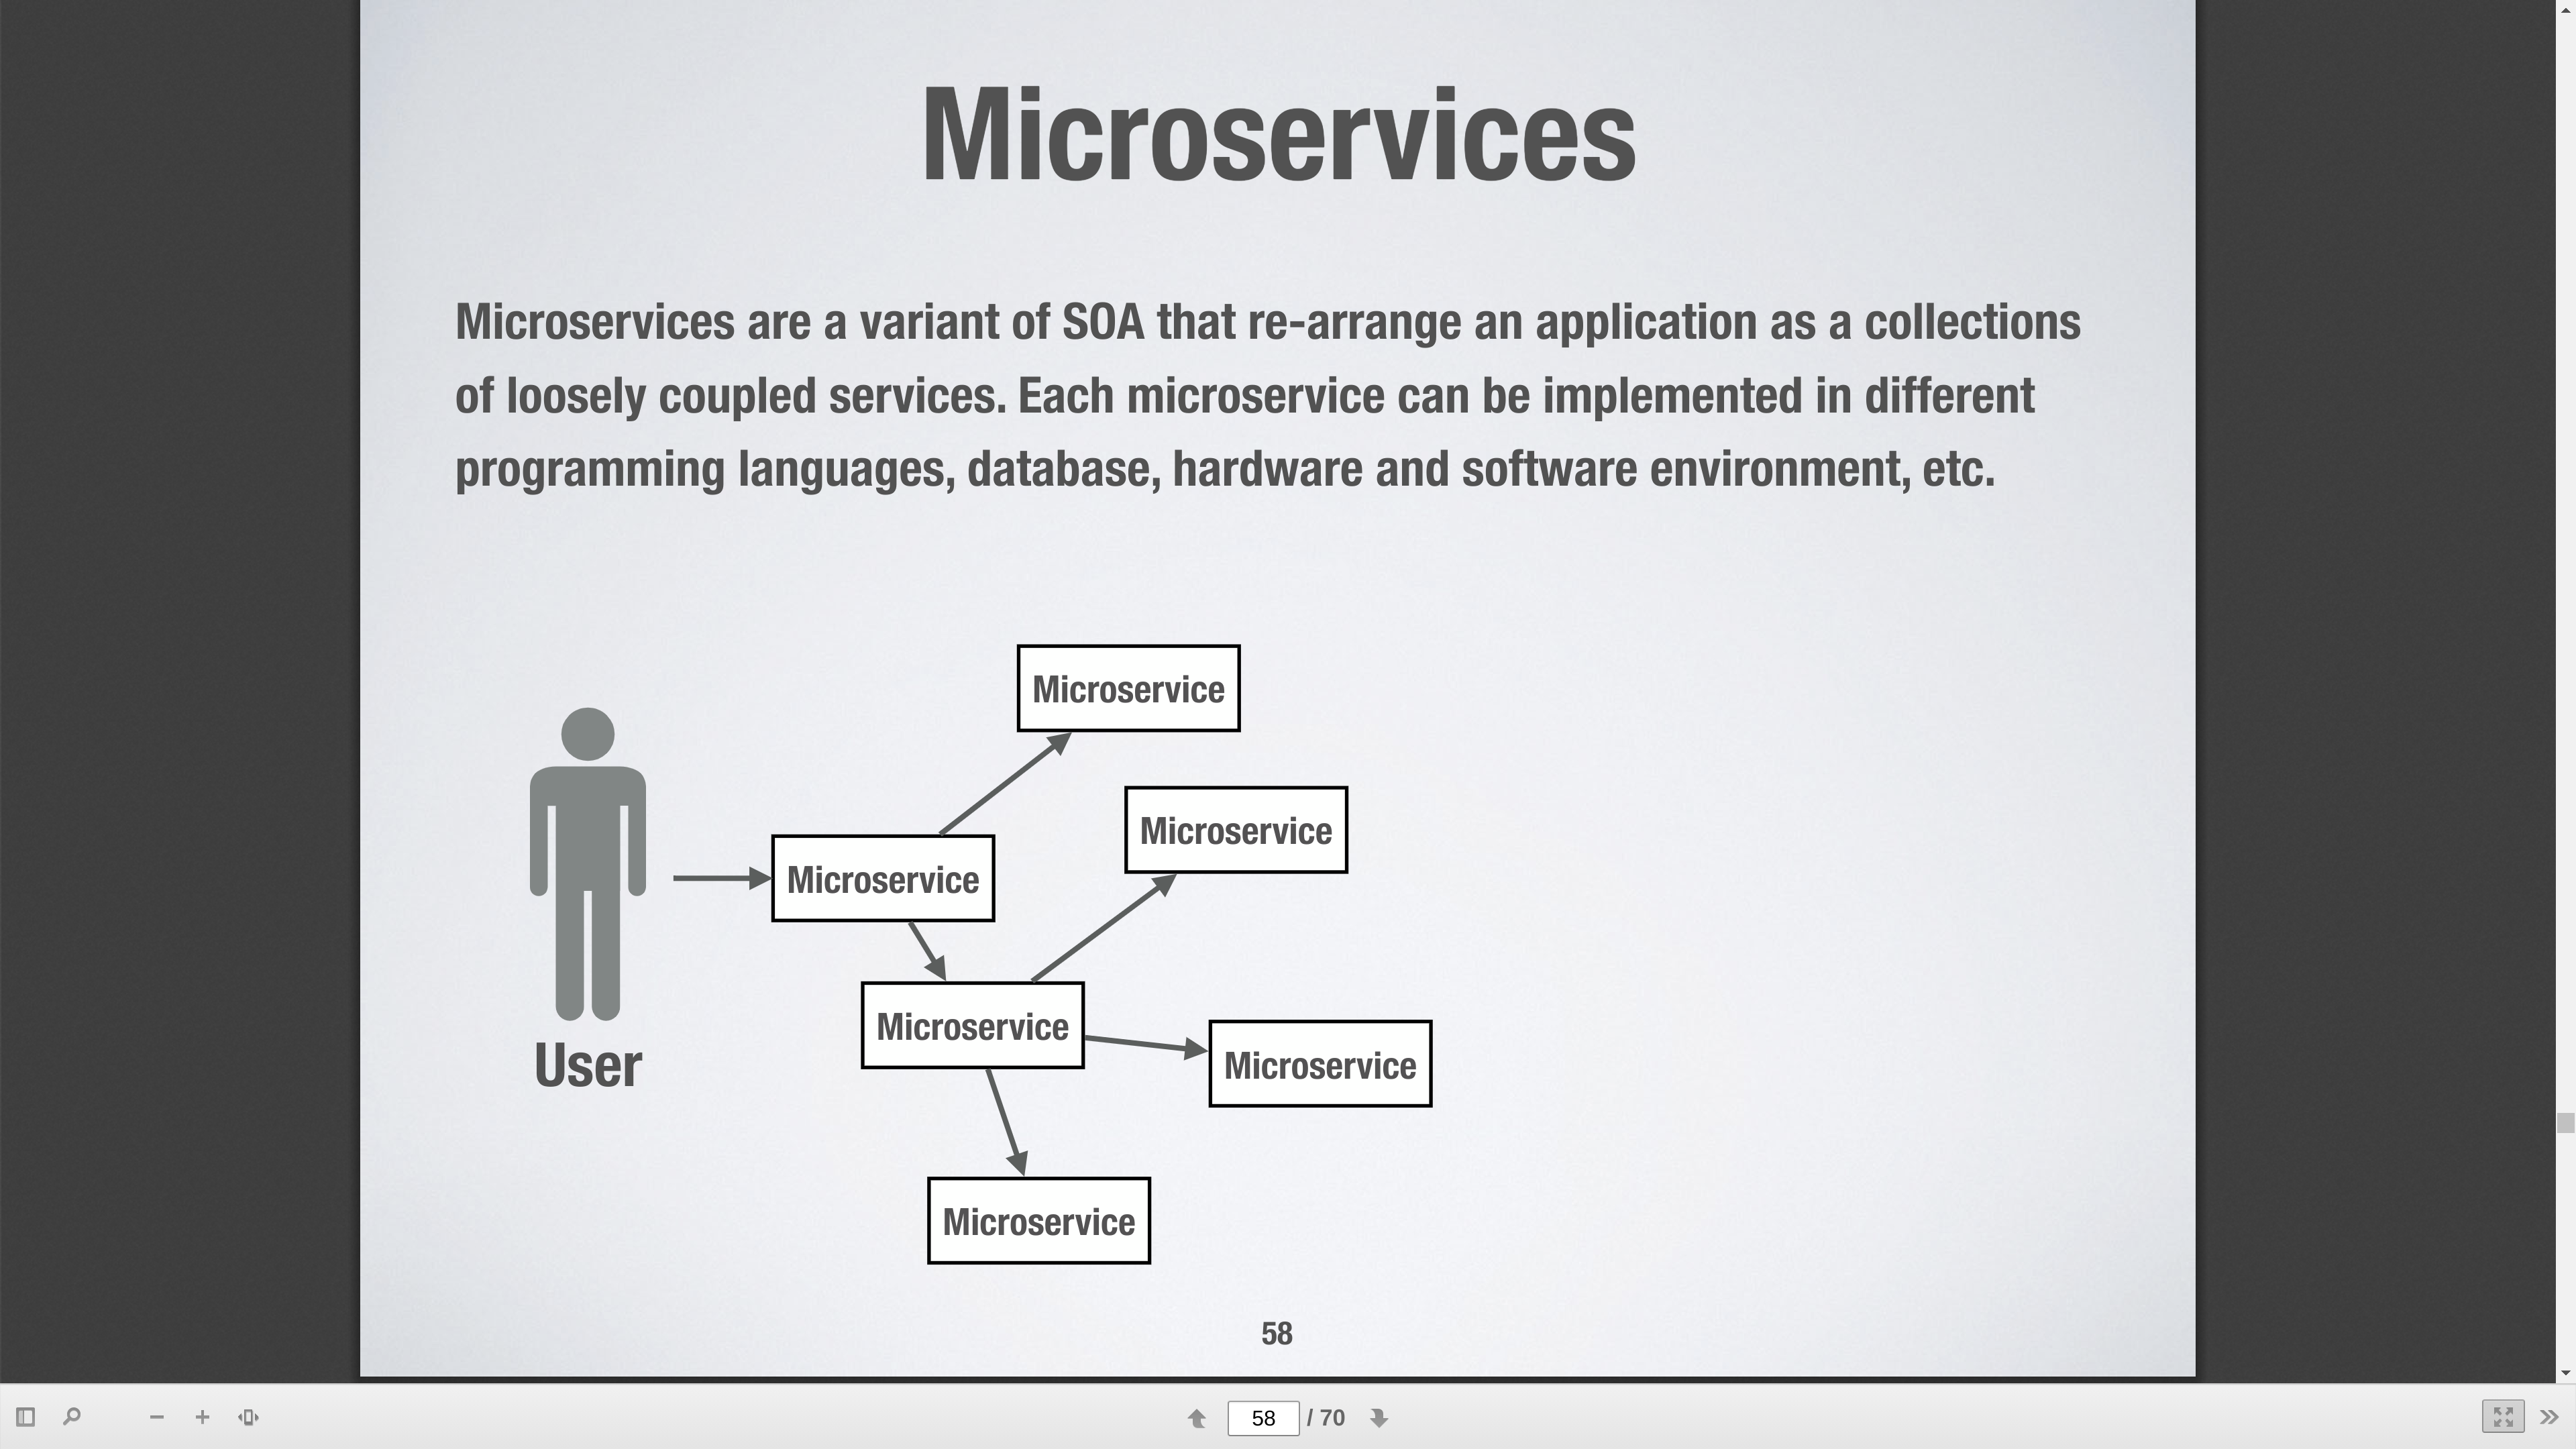 Microservices
Microservices are a variant of SOA that re-arrange an application as a collections
of loosely coupled services. Each microservice can be implemented in different
programming languages, database, hardware and software environment, etc.
Microservice
Microservice
Microservice
Microservice
Microservice
User
Microservice
58
58 / 70